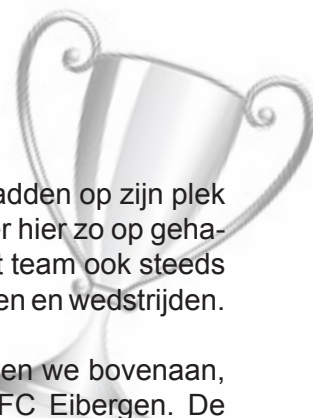 adden op zijn plek
r hier zo op geha-
t team ook steeds
en en wedstrijden.
en we bovenaan,
FC Eibergen. De